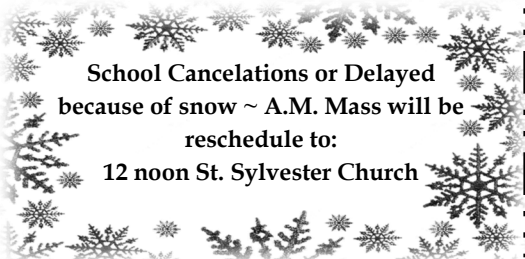 School Cancelations or Delayed
because of snow ~ A.M. Mass will be
reschedule to:
12 noon St. Sylvester Church